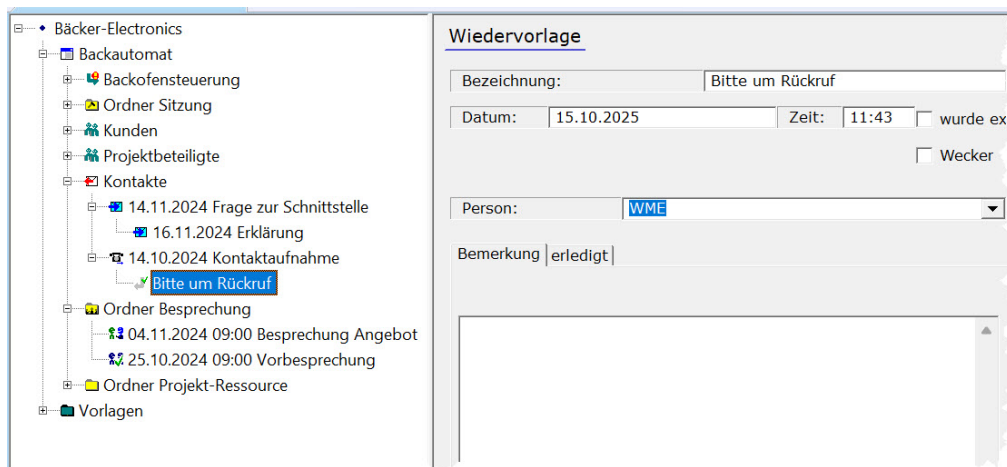 Bäcker-Electronics
Backautomat
Backofensteuerung
Ordner Sitzung
Kunden
Projektbeteiligte
Kontakte
14.11.2024 Frage zur Schnittstelle
16.11.2024 Erklärung
14.10.2024 Kontaktaufnahme
Bitte um Rückruf
Ordner Besprechung
04.11.2024 09:00 Besprechung Angebot
25.10.2024 09:00 Vorbesprechung
Ordner Projekt-Ressource
Vorlagen
Wiedervorlage
Bezeichnung: Bitte um Rückruf
Datum: 15.10.2025 Zeit: 11:43 wurde ex
Wecker
Person: WME
Bemerkung erledigt